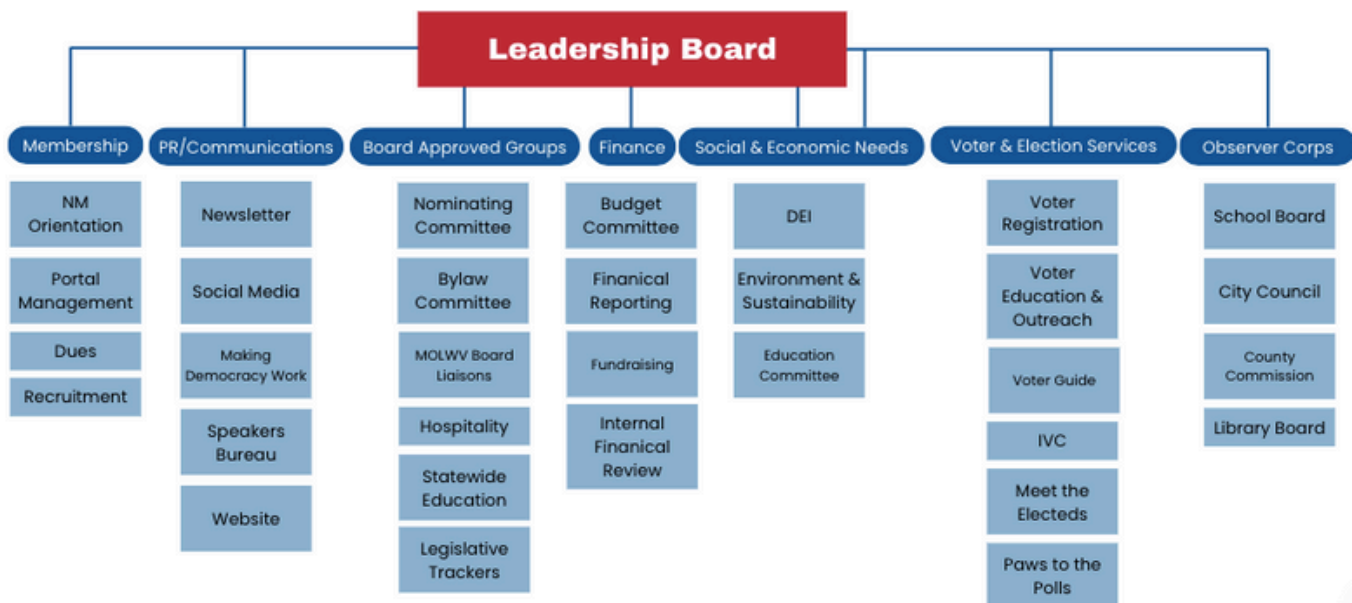 Leadership Board
Membership
PR/Communications
Board Approved Groups
Finance
Social & Economic Needs
Voter & Election Services
Observer Corps
NM
Orientation
Portal
Management
Dues
Recruitment
Newsletter
Social Media
Making
Democracy Work
Speakers
Bureau
Website
Nominating
Committee
Bylaw
Committee
MOLWV Board
Liaisons
Hospitality
Statewide
Education
Legislative
Trackers
Budget
Committee
Finanical
Reporting
Fundraising
Internal
Finanical
Review
DEI
Environment &
Sustainability
Education
Committee
Voter
Registration
Voter
Education &
Outreach
Voter Guide
IVC
Meet the
Electeds
Paws to the
Polls
School Board
City Council
County
Commission
Library Board